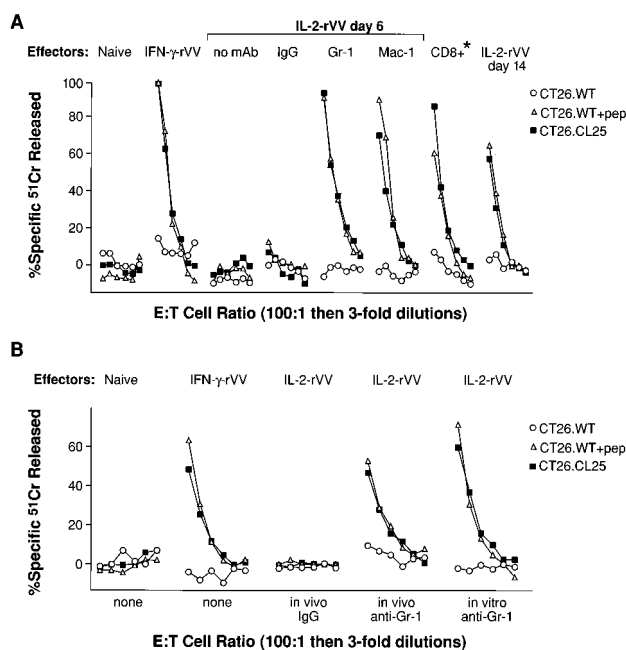 A
IL-2-rVV day 6
Effectors: Naive IFN-γ-rVV no mAb IgG Gr-1 Mac-1 CD8+* IL-2-rVV day 14
%Specific ⁵¹Cr Released
100
80
60
40
20
0
CT26.WT
CT26.WT+pep
CT26.CL25
E:T Cell Ratio (100:1 then 3-fold dilutions)
B
Effectors: Naive IFN-γ-rVV IL-2-rVV IL-2-rVV IL-2-rVV
%Specific ⁵¹Cr Released
60
40
20
0
CT26.WT
CT26.WT+pep
CT26.CL25
none none in vivo in vivo in vitro
IgG anti-Gr-1 anti-Gr-1
E:T Cell Ratio (100:1 then 3-fold dilutions)